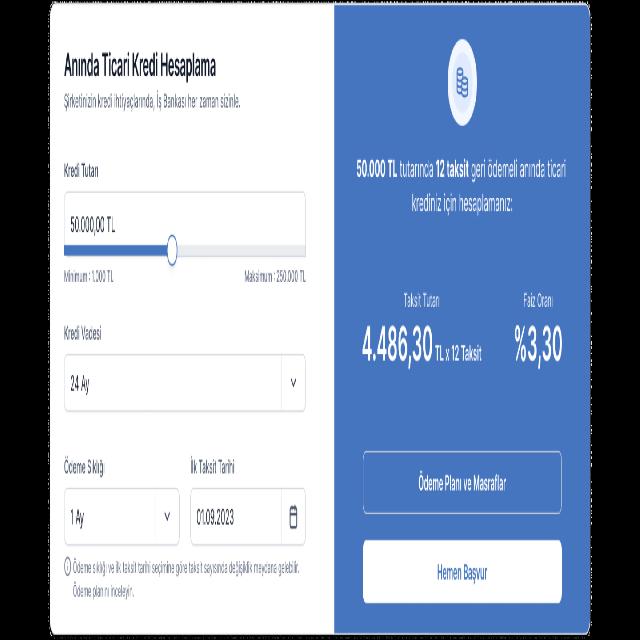 Anında Ticari Kredi Hesaplama
Şirketinizin kredi ihtiyaçlarında, İş Bankası her zaman sizinle.
Kredi Tutarı
50.000,00 TL
Minimum : 1.000 TL
Maksimum : 250.000 TL
Kredi Vadesi
24 Ay
Ödeme Sıklığı
İlk Taksit Tarihi
1 Ay
01.09.2023
Ödeme sıklığı ve ilk taksit tarihi seçimine göre taksit sayısında değişiklik meydana gelebilir.
Ödeme planını inceleyin.
50.000 TL tutarında 12 taksit geri ödemeli anında ticari
krediniz için hesaplamanız:
Taksit Tutarı
Faiz Oranı
4.486,30 TL x 12 Taksit
%3,30
Ödeme Planı ve Masraflar
Hemen Başvur